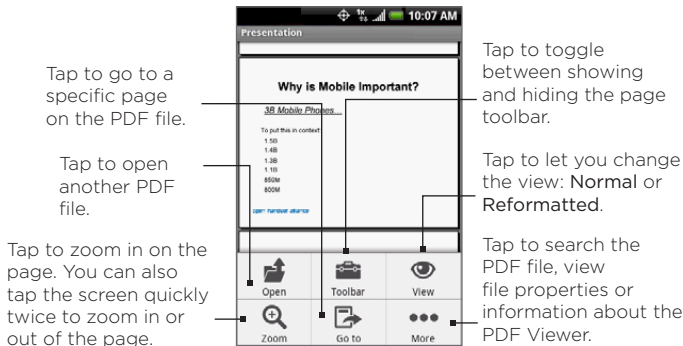 1x
10:07 AM
Presentation
Why is Mobile Important?
3B Mobile Phones...
To put this in context:
1.5B
1.4B
1.3B
1.1B
850M
800M
open handset alliance
Open
Toolbar
View
Zoom
Go to
More
Tap to go to a
specific page
on the PDF file.
Tap to open
another PDF
file.
Tap to zoom in on the
page. You can also
tap the screen quickly
twice to zoom in or
out of the page.
Tap to toggle
between showing
and hiding the page
toolbar.
Tap to let you change
the view: Normal or
Reformatted.
Tap to search the
PDF file, view
file properties or
information about the
PDF Viewer.